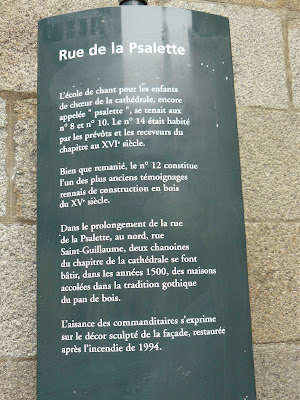 Rue de la Psalette
L'école de chant pour les enfants
de chœur de la cathédrale, encore
appelée " psalette ", se tenait aux
n° 8 et n° 10. Le n° 14 était habité
par les prévôts et les receveurs du
chapitre au XVIᵉ siècle.
Bien que remanié, le n° 12 constitue
l'un des plus anciens témoignages
rennais de construction en bois
du XVᵉ siècle.
Dans le prolongement de la rue
de la Psalette, au nord, rue
Saint-Guillaume, deux chanoines
du chapitre de la cathédrale se font
bâtir, dans les années 1500, des maisons
accolées dans la tradition gothique
du pan de bois.
L'aisance des commanditaires s'exprime
sur le décor sculpté de la façade, restaurée
après l'incendie de 1994.